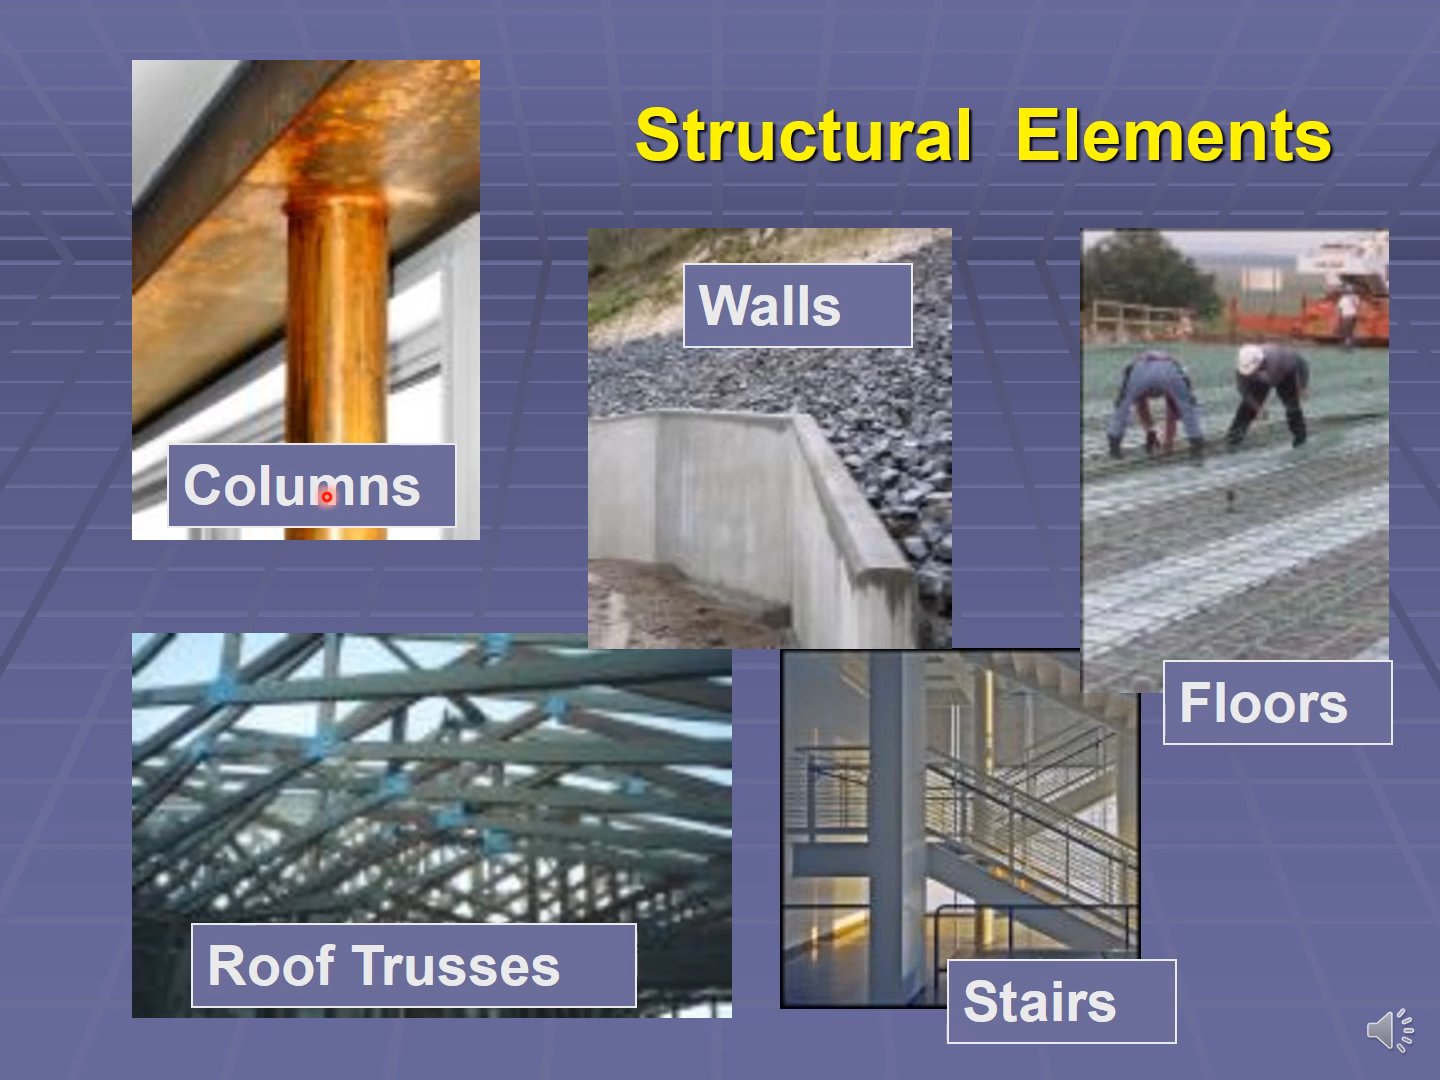 Structural Elements
Walls
Columns
Floors
Roof Trusses
Stairs